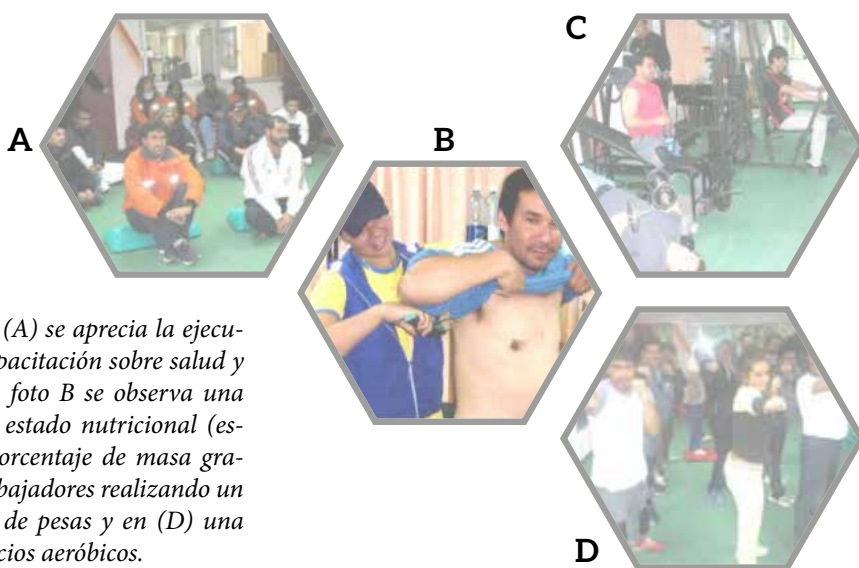 A
B
C
(A) se aprecia la ejecu-
pacitación sobre salud y
foto B se observa una
estado nutricional (es-
orcentaje de masa gra-
bajadores realizando un
de pesas y en (D) una
cios aeróbicos.
D